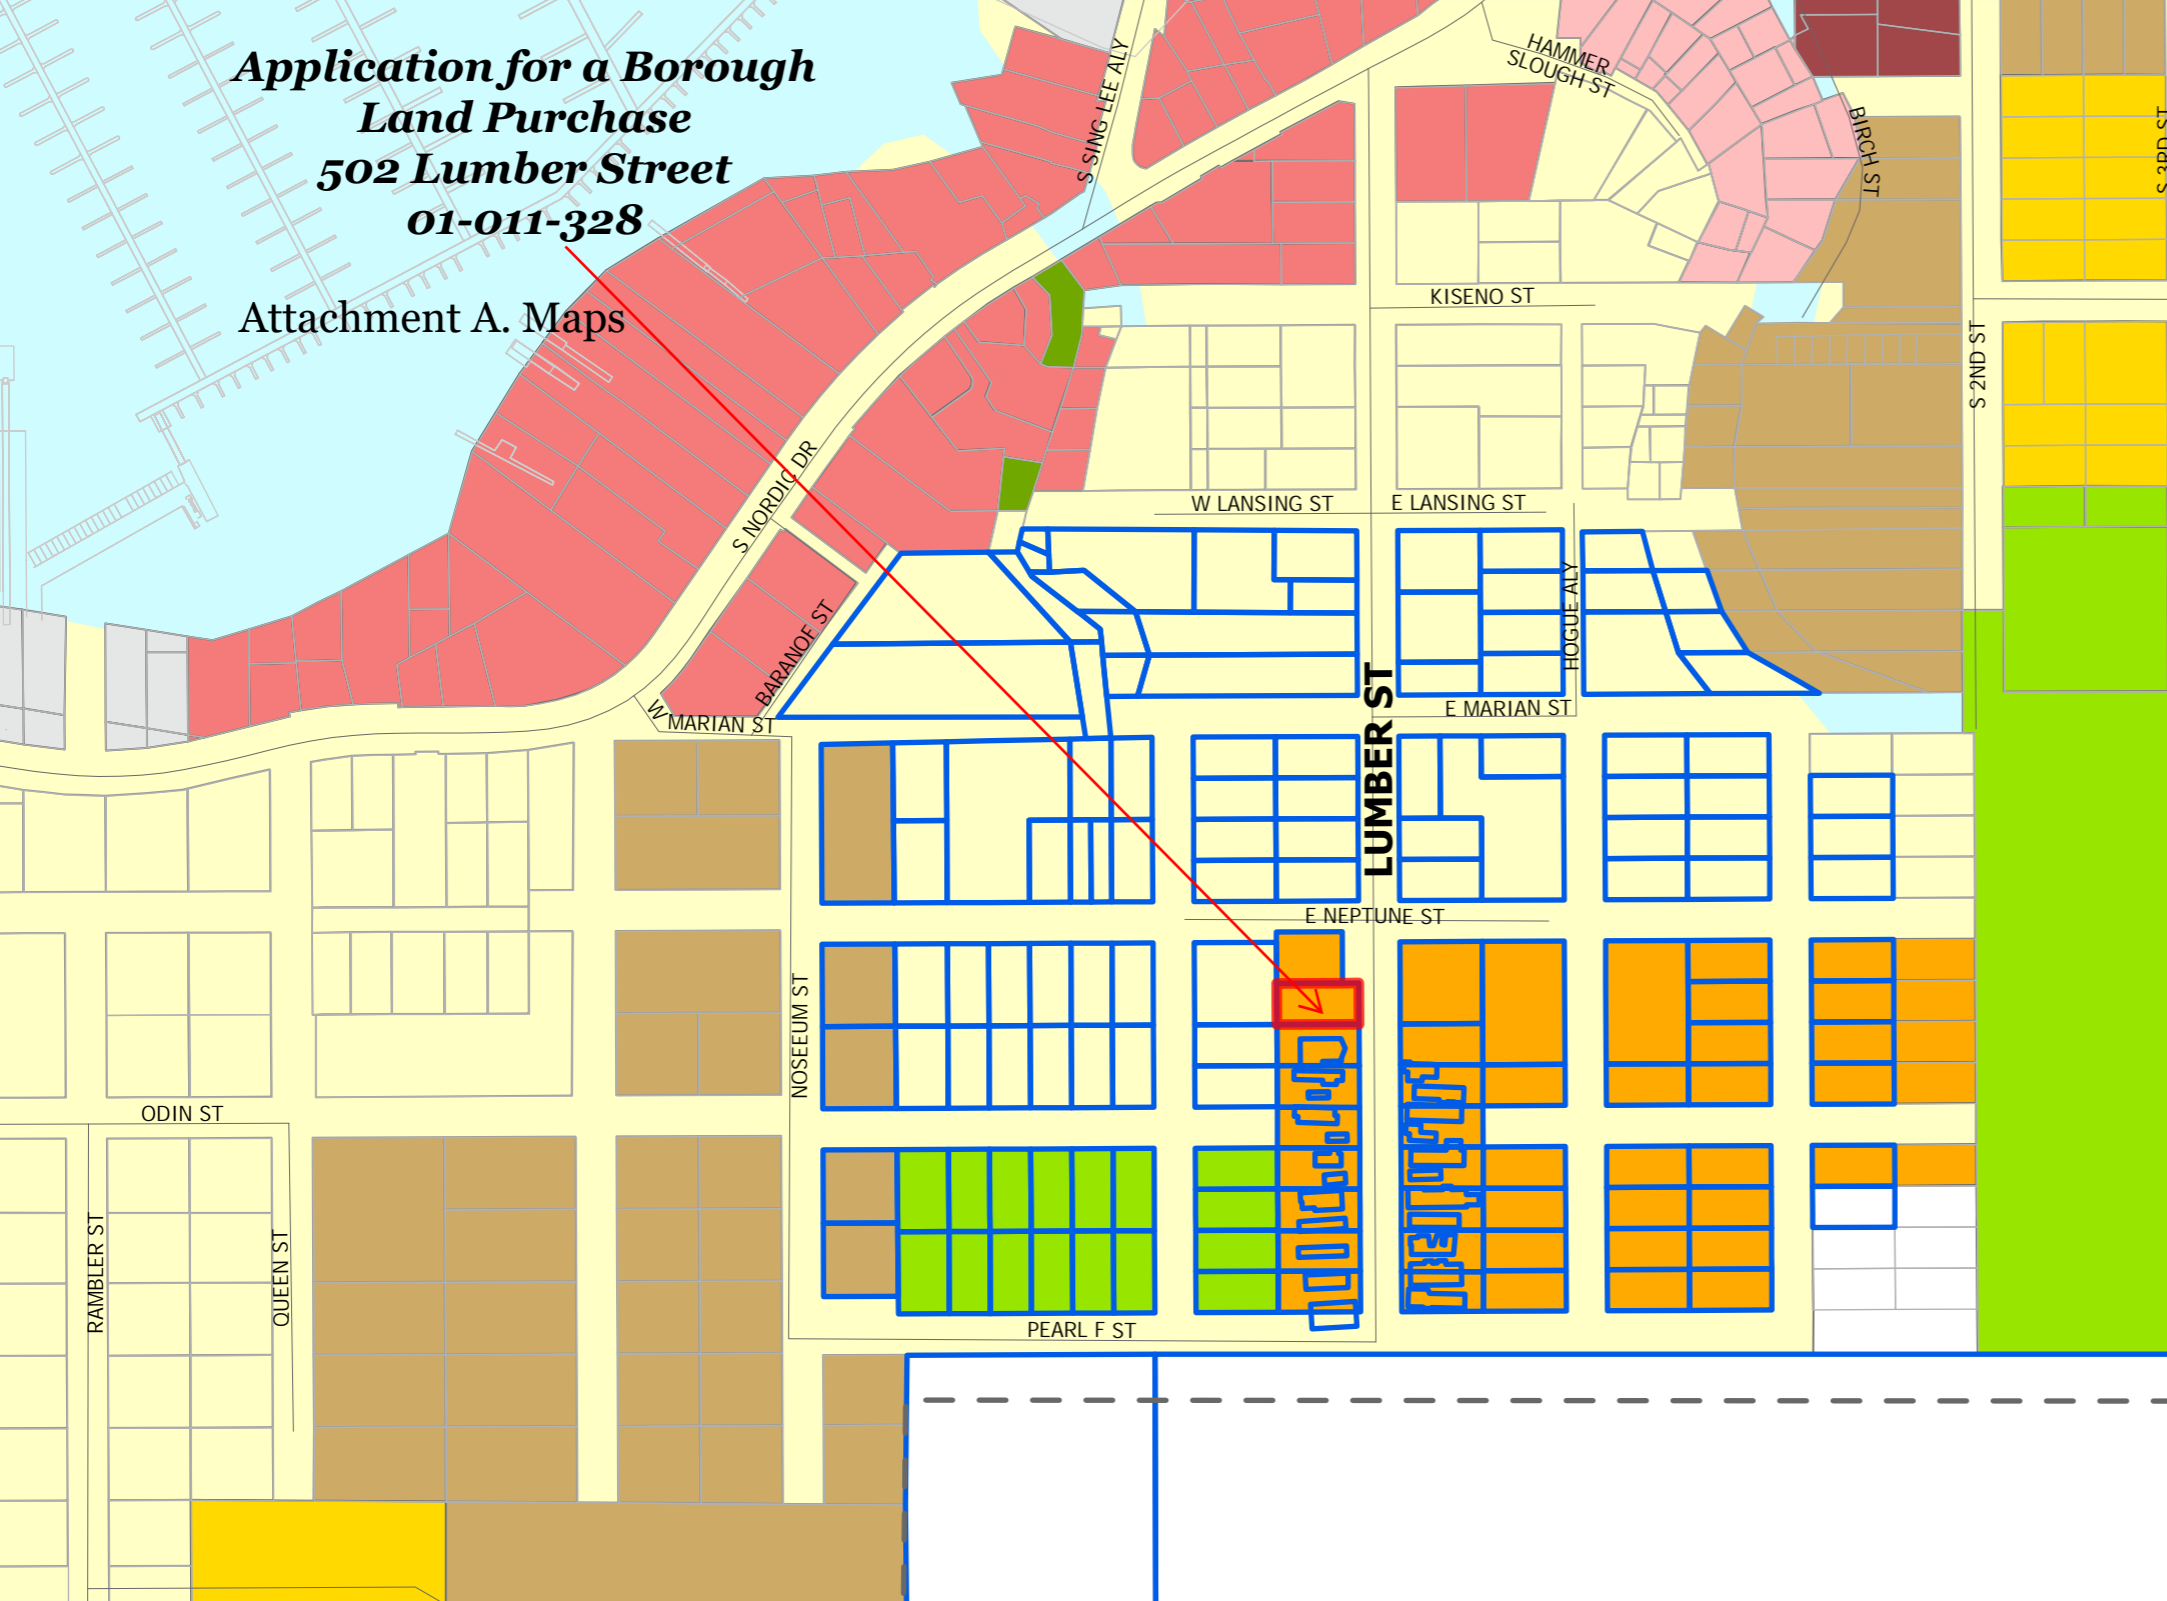 Application for a Borough
Land Purchase
502 Lumber Street
01-011-328
Attachment A. Maps
S SING LEE ALY
HAMMER
SLOUGH ST
BIRCH ST
S 3RD ST
KISENO ST
S 2ND ST
S NORDIC DR
W LANSING ST
E LANSING ST
HOGUE ALY
BARANOF ST
W MARIAN ST
E MARIAN ST
LUMBER ST
E NEPTUNE ST
NOSEEUM ST
ODIN ST
RAMBLER ST
QUEEN ST
PEARL F ST